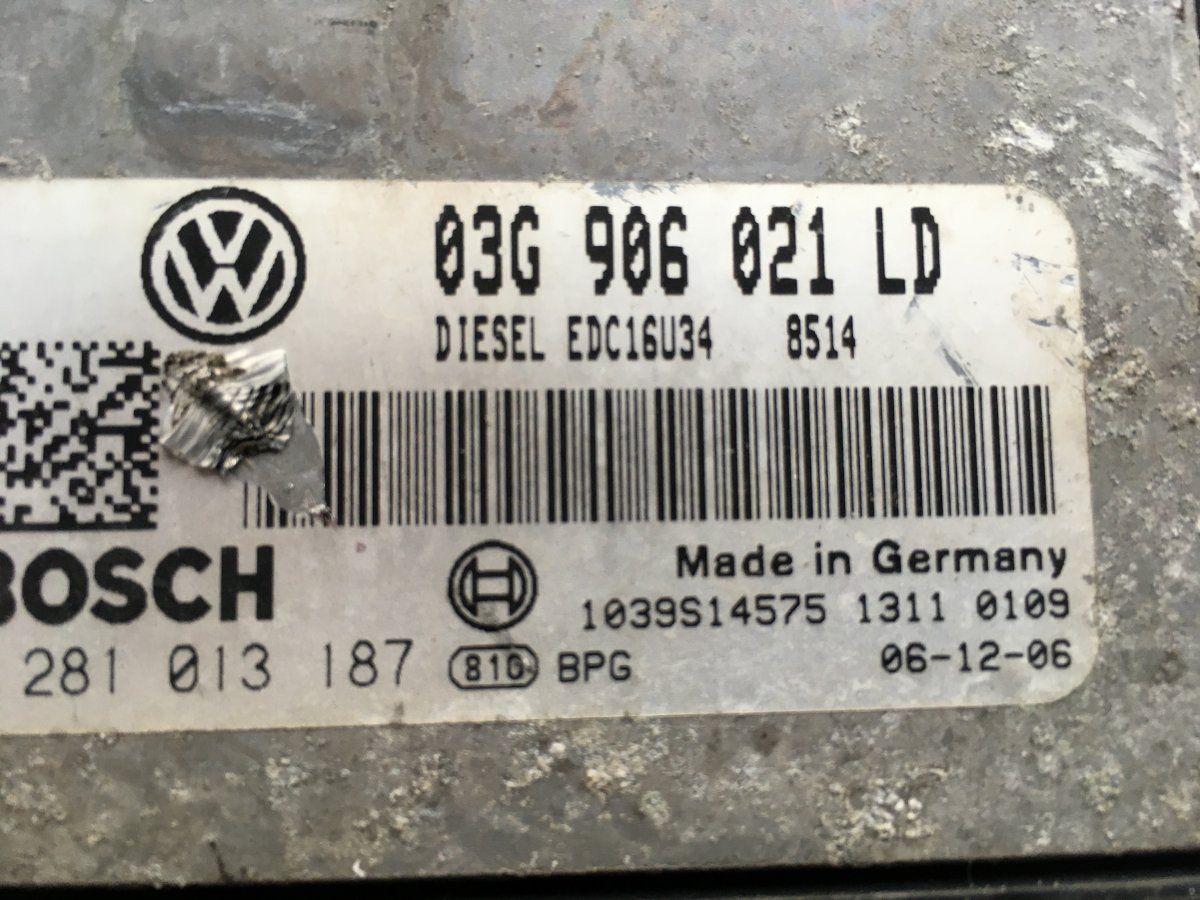 03G 906 021 LD
DIESEL EDC16U34 8514
BOSCH
Made in Germany
1039S14575 1311 0109
281 013 187 810 BPG
06-12-06